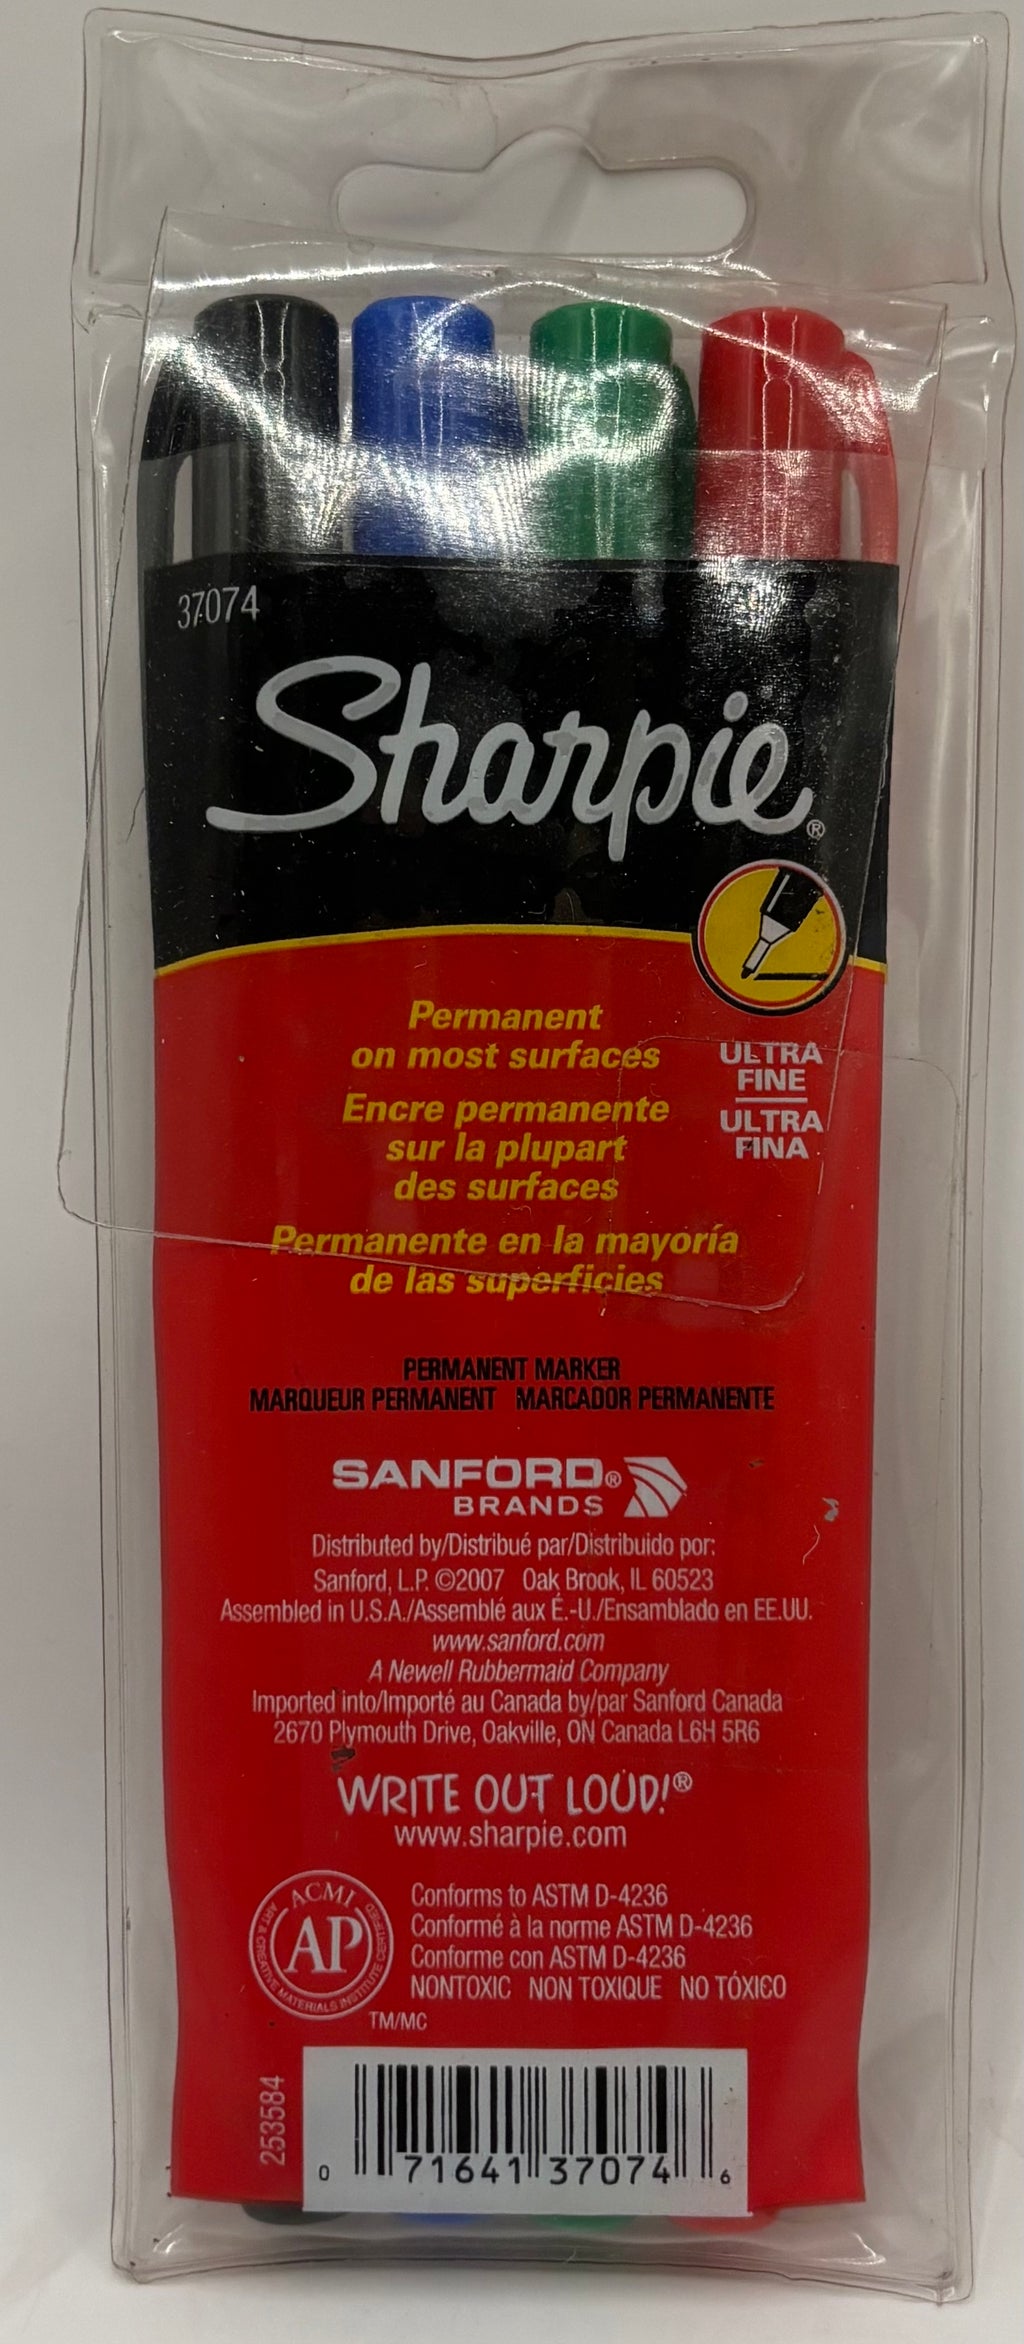 37074
Sharpie®
Permanent
on most surfaces
Encre permanente
sur la plupart
des surfaces
Permanente en la mayoría
de las superficies
ULTRA
FINE
ULTRA
FINA
PERMANENT MARKER
MARQUEUR PERMANENT MARCADOR PERMANENTE
SANFORD®
BRANDS
Distributed by/Distribué par/Distribuido por:
Sanford, L.P. ©2007 Oak Brook, IL 60523
Assembled in U.S.A./Assemblé aux É.-U./Ensamblado en EE.UU.
www.sanford.com
A Newell Rubbermaid Company
Imported into/Importé au Canada by/par Sanford Canada
2670 Plymouth Drive, Oakville, ON Canada L6H 5R6
WRITE OUT LOUD!®
www.sharpie.com
ACMI
AP
ART & CREATIVE MATERIALS INSTITUTE CERTIFIED
TM/MC
Conforms to ASTM D-4236
Conformé à la norme ASTM D-4236
Conforme con ASTM D-4236
NONTOXIC NON TOXIQUE NO TÓXICO
253584
0 71641 37074 6